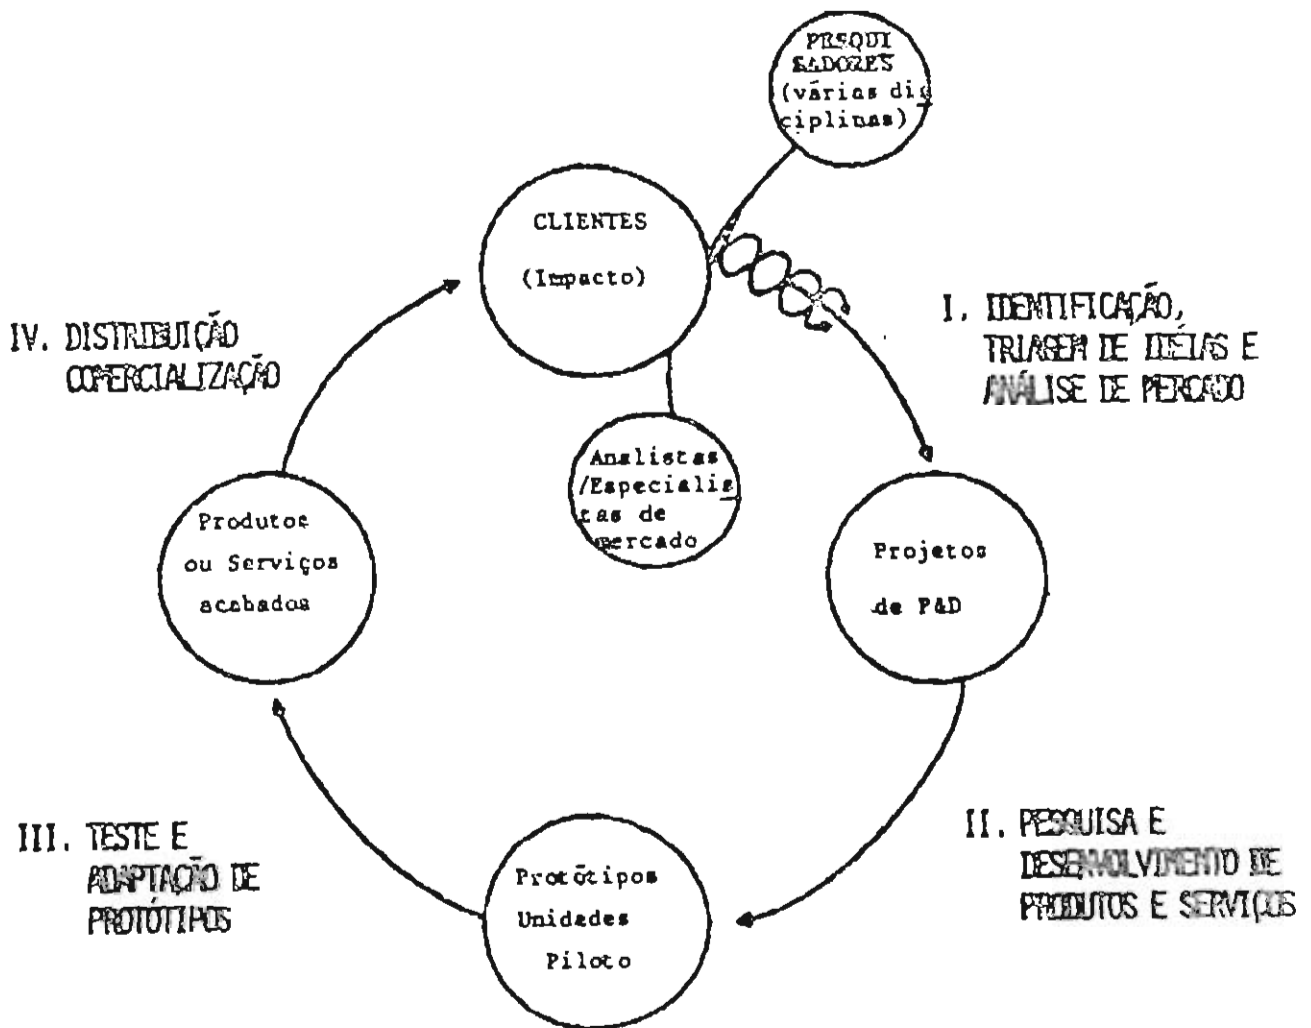 PESQUI
SADORES
(várias dis
ciplinas)
CLIENTES
(Impacto)
I. IDENTIFICAÇÃO,
TRIAGEM DE IDÉIAS E
ANÁLISE DE MERCADO
IV. DISTRIBUIÇÃO
COMERCIALIZAÇÃO
Analistas
/Especialis
tas de
mercado
Produtos
ou Serviços
acabados
Projetos
de P&D
II. PESQUISA E
DESENVOLVIMENTO DE
PRODUTOS E SERVIÇOS
III. TESTE E
ADAPTAÇÃO DE
PROTÓTIPOS
Protótipos
Unidades
Piloto